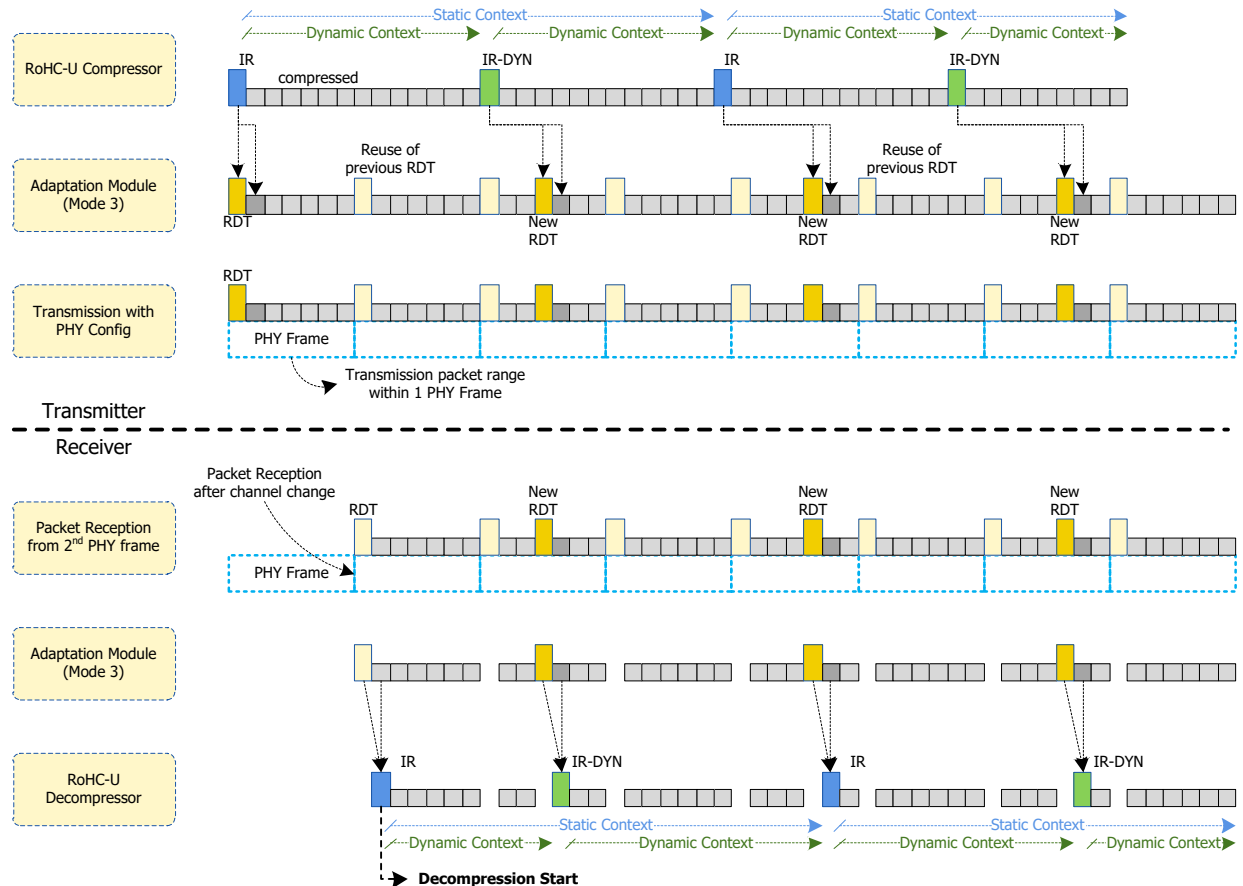 Static Context
Static Context
Dynamic Context
Dynamic Context
Dynamic Context
Dynamic Context
RoHC-U Compressor
IR
compressed
IR-DYN
IR
IR-DYN
Adaptation Module
(Mode 3)
Reuse of
previous RDT
Reuse of
previous RDT
RDT
New
RDT
New
RDT
New
RDT
Transmission with
PHY Config
RDT
PHY Frame
Transmission packet range
within 1 PHY Frame
Transmitter
Receiver
Packet Reception
after channel change
Packet Reception
from 2nd PHY frame
RDT
New
RDT
New
RDT
New
RDT
PHY Frame
Adaptation Module
(Mode 3)
RoHC-U
Decompressor
IR
IR-DYN
IR
IR-DYN
Static Context
Static Context
Dynamic Context
Dynamic Context
Dynamic Context
Dynamic Context
Decompression Start